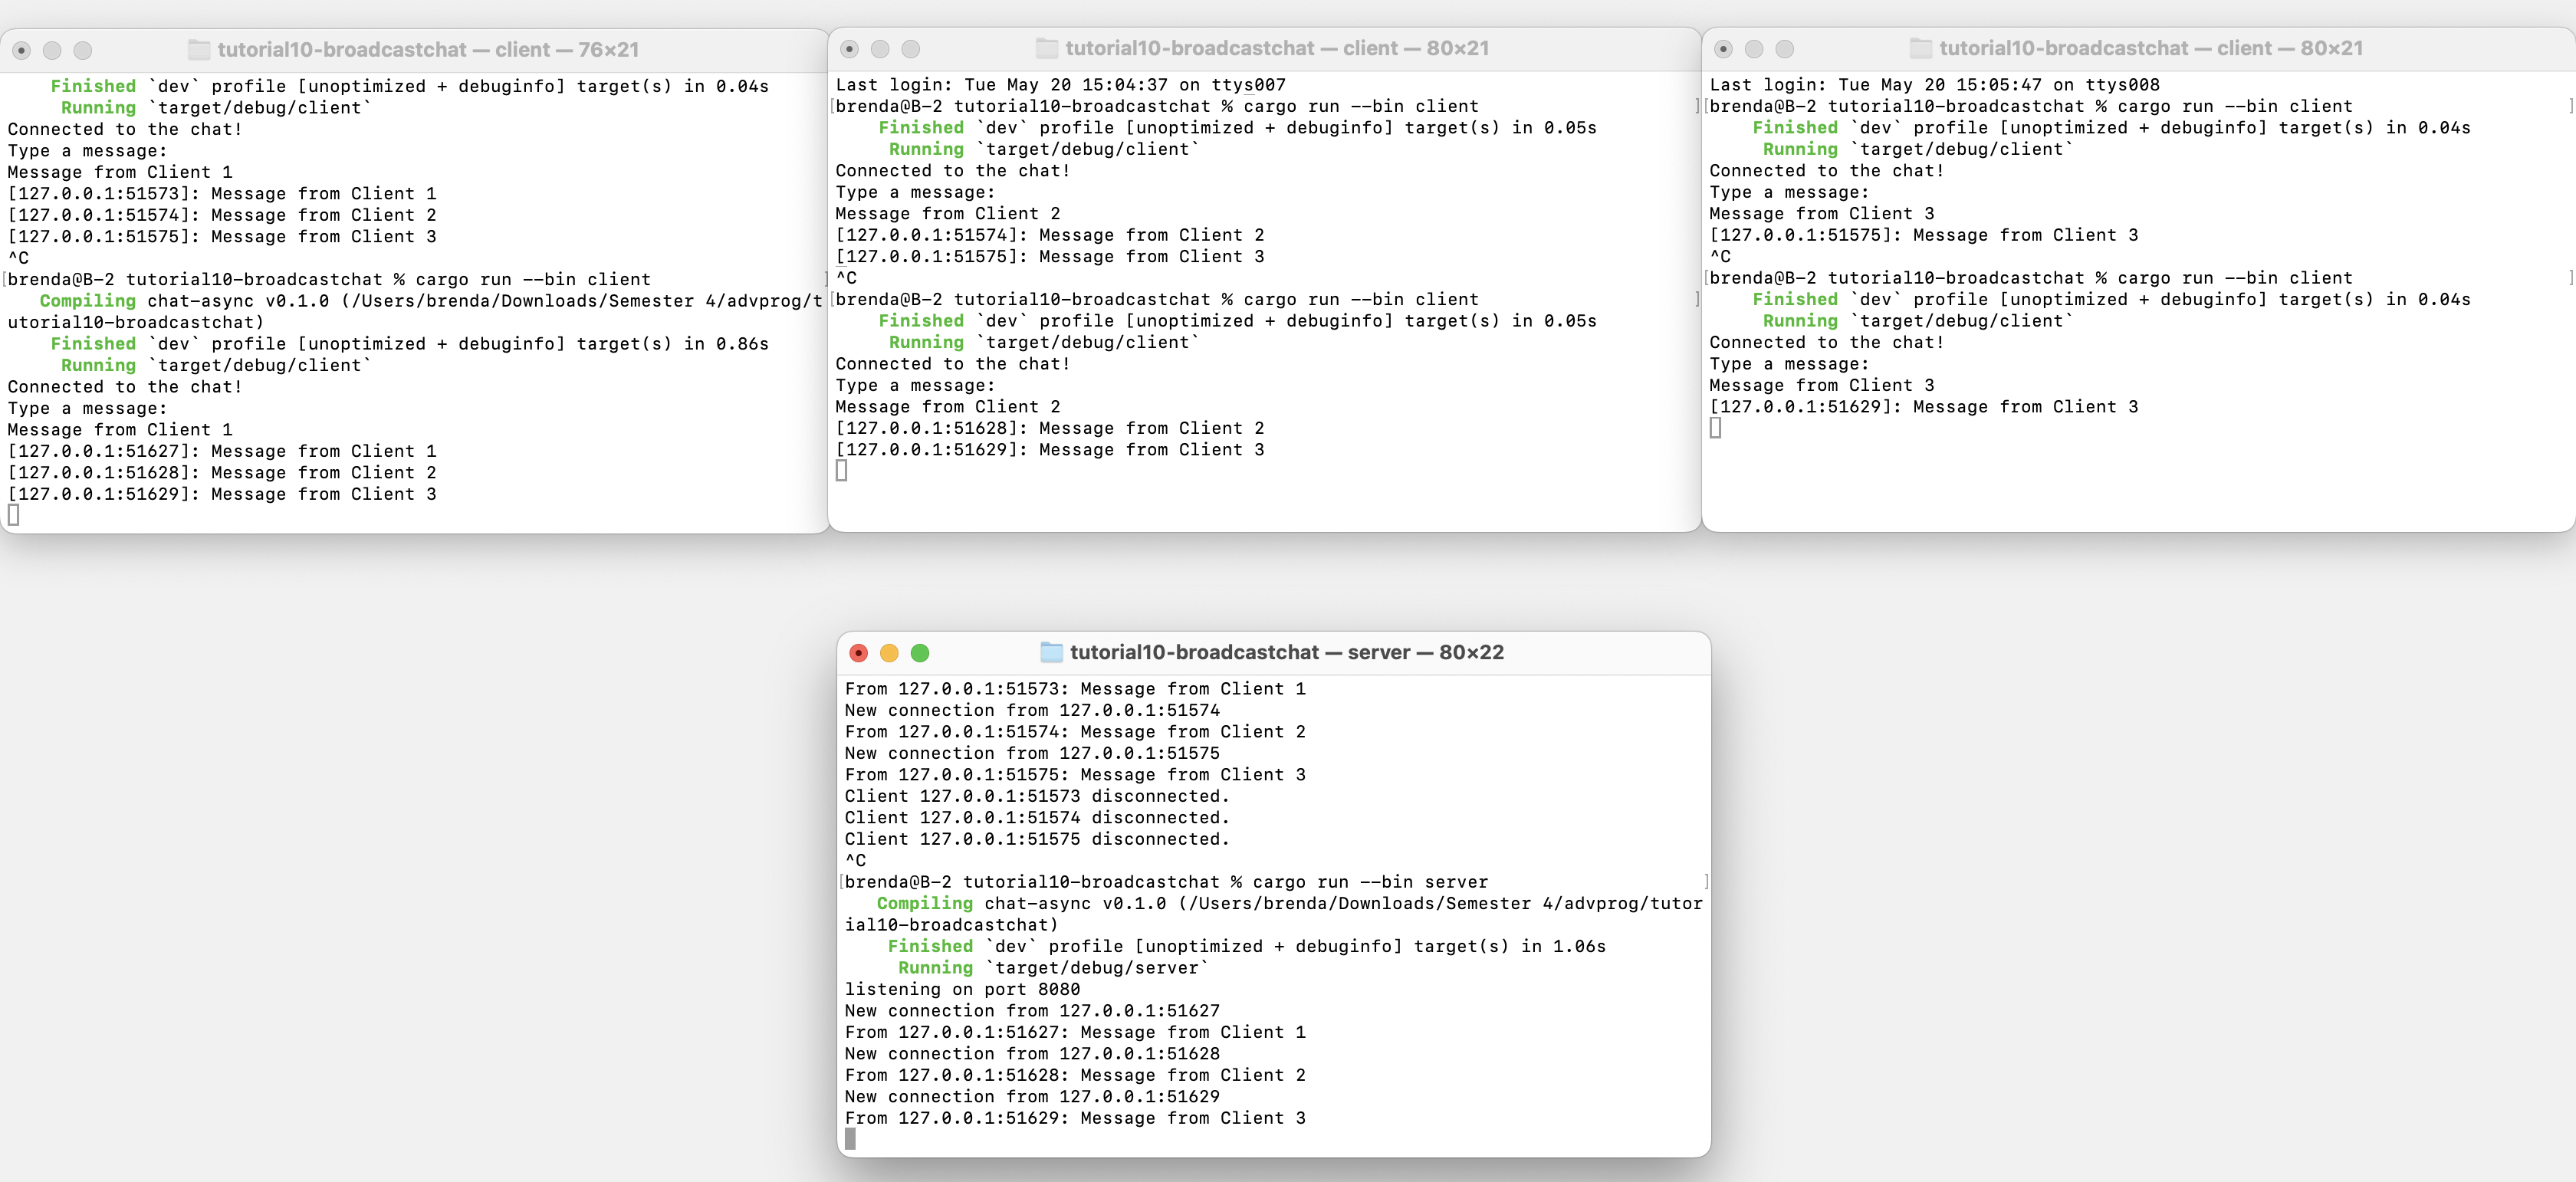 tutorial10-broadcastchat — client — 76×21
Finished `dev` profile [unoptimized + debuginfo] target(s) in 0.04s
Running `target/debug/client`
Connected to the chat!
Type a message:
Message from Client 1
[127.0.0.1:51573]: Message from Client 1
[127.0.0.1:51574]: Message from Client 2
[127.0.0.1:51575]: Message from Client 3
^C
[brenda@B-2 tutorial10-broadcastchat % cargo run --bin client ]
Compiling chat-async v0.1.0 (/Users/brenda/Downloads/Semester 4/advprog/t
utorial10-broadcastchat)
Finished `dev` profile [unoptimized + debuginfo] target(s) in 0.86s
Running `target/debug/client`
Connected to the chat!
Type a message:
Message from Client 1
[127.0.0.1:51627]: Message from Client 1
[127.0.0.1:51628]: Message from Client 2
[127.0.0.1:51629]: Message from Client 3
tutorial10-broadcastchat — client — 80×21
Last login: Tue May 20 15:04:37 on ttys007
[brenda@B-2 tutorial10-broadcastchat % cargo run --bin client ]
Finished `dev` profile [unoptimized + debuginfo] target(s) in 0.05s
Running `target/debug/client`
Connected to the chat!
Type a message:
Message from Client 2
[127.0.0.1:51574]: Message from Client 2
[127.0.0.1:51575]: Message from Client 3
^C
[brenda@B-2 tutorial10-broadcastchat % cargo run --bin client ]
Finished `dev` profile [unoptimized + debuginfo] target(s) in 0.05s
Running `target/debug/client`
Connected to the chat!
Type a message:
Message from Client 2
[127.0.0.1:51628]: Message from Client 2
[127.0.0.1:51629]: Message from Client 3
tutorial10-broadcastchat — client — 80×21
Last login: Tue May 20 15:05:47 on ttys008
[brenda@B-2 tutorial10-broadcastchat % cargo run --bin client ]
Finished `dev` profile [unoptimized + debuginfo] target(s) in 0.04s
Running `target/debug/client`
Connected to the chat!
Type a message:
Message from Client 3
[127.0.0.1:51575]: Message from Client 3
^C
[brenda@B-2 tutorial10-broadcastchat % cargo run --bin client ]
Finished `dev` profile [unoptimized + debuginfo] target(s) in 0.04s
Running `target/debug/client`
Connected to the chat!
Type a message:
Message from Client 3
[127.0.0.1:51629]: Message from Client 3
tutorial10-broadcastchat — server — 80×22
From 127.0.0.1:51573: Message from Client 1
New connection from 127.0.0.1:51574
From 127.0.0.1:51574: Message from Client 2
New connection from 127.0.0.1:51575
From 127.0.0.1:51575: Message from Client 3
Client 127.0.0.1:51573 disconnected.
Client 127.0.0.1:51574 disconnected.
Client 127.0.0.1:51575 disconnected.
^C
[brenda@B-2 tutorial10-broadcastchat % cargo run --bin server ]
Compiling chat-async v0.1.0 (/Users/brenda/Downloads/Semester 4/advprog/tutor
ial10-broadcastchat)
Finished `dev` profile [unoptimized + debuginfo] target(s) in 1.06s
Running `target/debug/server`
listening on port 8080
New connection from 127.0.0.1:51627
From 127.0.0.1:51627: Message from Client 1
New connection from 127.0.0.1:51628
From 127.0.0.1:51628: Message from Client 2
New connection from 127.0.0.1:51629
From 127.0.0.1:51629: Message from Client 3